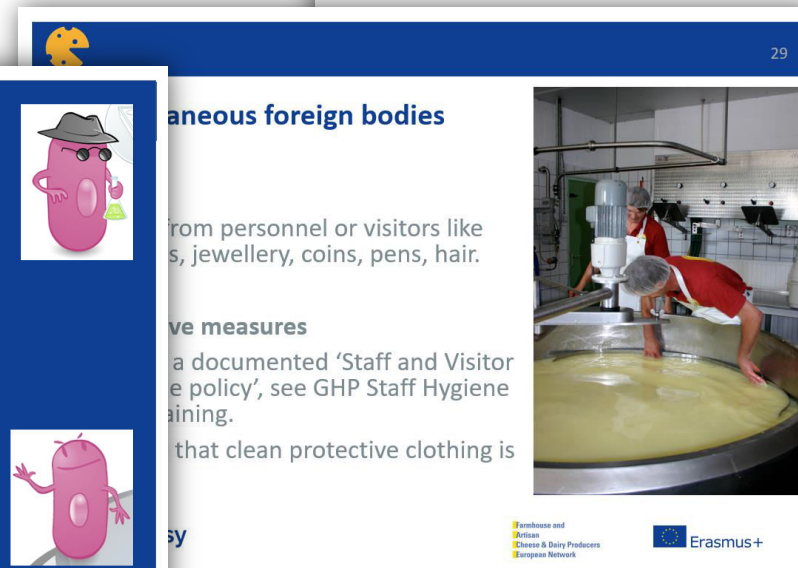 29
aneous foreign bodies
from personnel or visitors like
s, jewellery, coins, pens, hair.
ve measures
a documented ‘Staff and Visitor
e policy’, see GHP Staff Hygiene
aining.
that clean protective clothing is
sy
Farmhouse and
Artisan
Cheese & Dairy Producers
European Network
Erasmus+